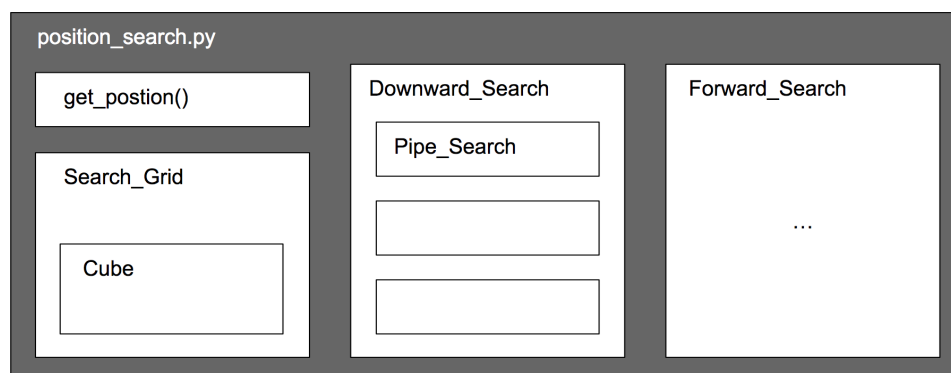 position_search.py
get_postion()
Search_Grid
Cube
Downward_Search
Pipe_Search
Forward_Search
...